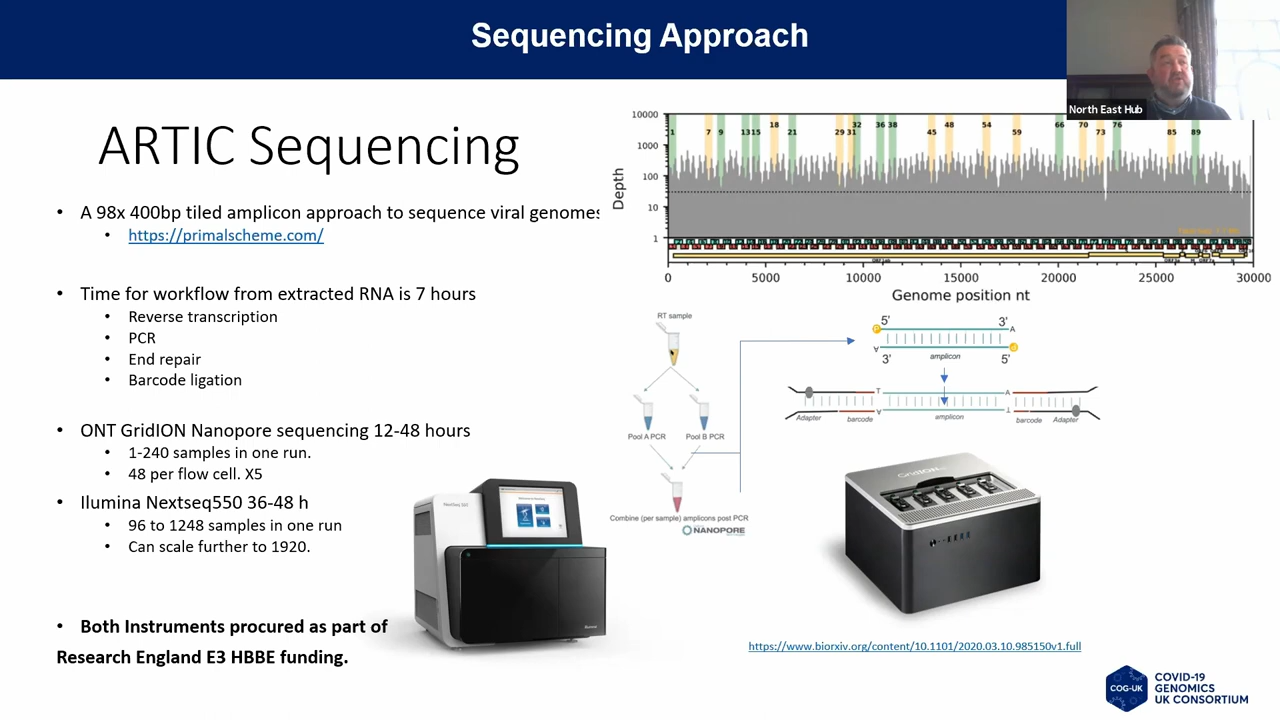 Sequencing Approach
North East Hub
ARTIC Sequencing
• A 98x 400bp tiled amplicon approach to sequence viral genomes
• https://primalscheme.com/
• Time for workflow from extracted RNA is 7 hours
• Reverse transcription
• PCR
• End repair
• Barcode ligation
• ONT GridION Nanopore sequencing 12-48 hours
• 1-240 samples in one run.
• 48 per flow cell. X5
• Ilumina Nextseq550 36-48 h
• 96 to 1248 samples in one run
• Can scale further to 1920.
• Both Instruments procured as part of
Research England E3 HBBE funding.
10000
1000
100
10
1
Depth
1 7 9 13 15 18 21 29 31 32 36 38 45 48 54 59 66 70 73 76 85 89
ORF1ab
0 5000 10000 15000 20000 25000 30000
Genome position nt
RT sample
Pool A PCR Pool B PCR
Combine (per sample) amplicons post PCR
NANOPORE
5' 3'
P A
A P
3' amplicon 5'
T A
A T
Adapter barcode amplicon barcode Adapter
GridION
https://www.biorxiv.org/content/10.1101/2020.03.10.985150v1.full
COG-UK
COVID-19
GENOMICS
UK CONSORTIUM